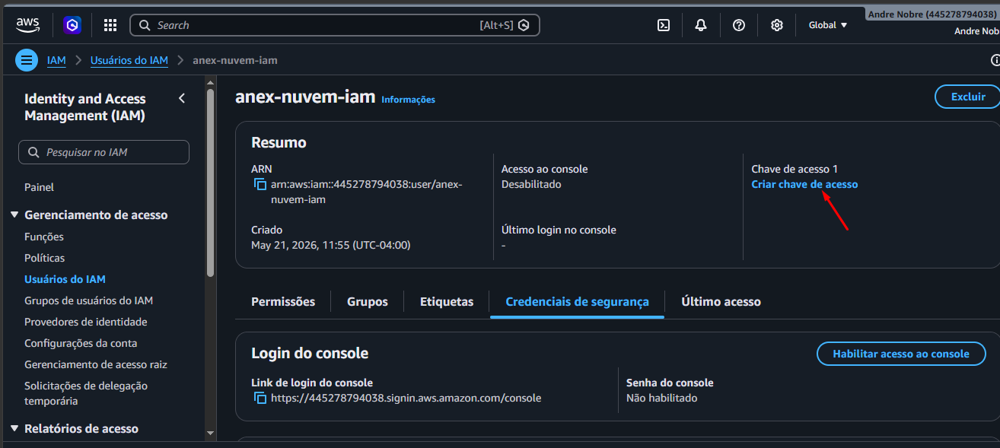 aws
Search
[Alt+S]
Global
Andre Nobre (445278794038)
Andre Nob
IAM
Usuários do IAM
anex-nuvem-iam
Identity and Access
Management (IAM)
Pesquisar no IAM
Painel
Gerenciamento de acesso
Funções
Políticas
Usuários do IAM
Grupos de usuários do IAM
Provedores de identidade
Configurações da conta
Gerenciamento de acesso raiz
Solicitações de delegação
temporária
Relatórios de acesso
anex-nuvem-iam Informações
Excluir
Resumo
ARN
arn:aws:iam::445278794038:user/anex-
nuvem-iam
Criado
May 21, 2026, 11:55 (UTC-04:00)
Acesso ao console
Desabilitado
Último login no console
-
Chave de acesso 1
Criar chave de acesso
Permissões
Grupos
Etiquetas
Credenciais de segurança
Último acesso
Login do console
Habilitar acesso ao console
Link de login do console
https://445278794038.signin.aws.amazon.com/console
Senha do console
Não habilitado